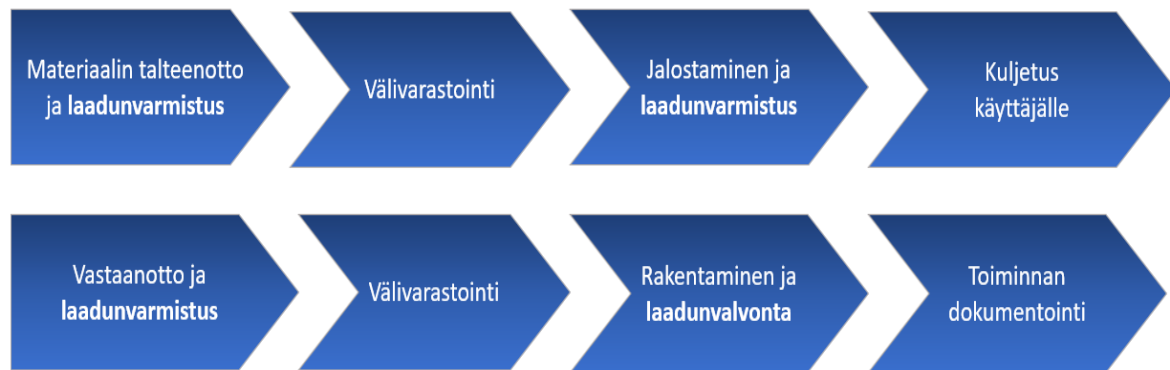 Materiaalin talteenotto
ja laadunvarmistus
Välivarastointi
Jalostaminen ja
laadunvarmistus
Kuljetus
käyttäjälle
Vastaanotto ja
laadunvarmistus
Välivarastointi
Rakentaminen ja
laadunvalvonta
Toiminnan
dokumentointi